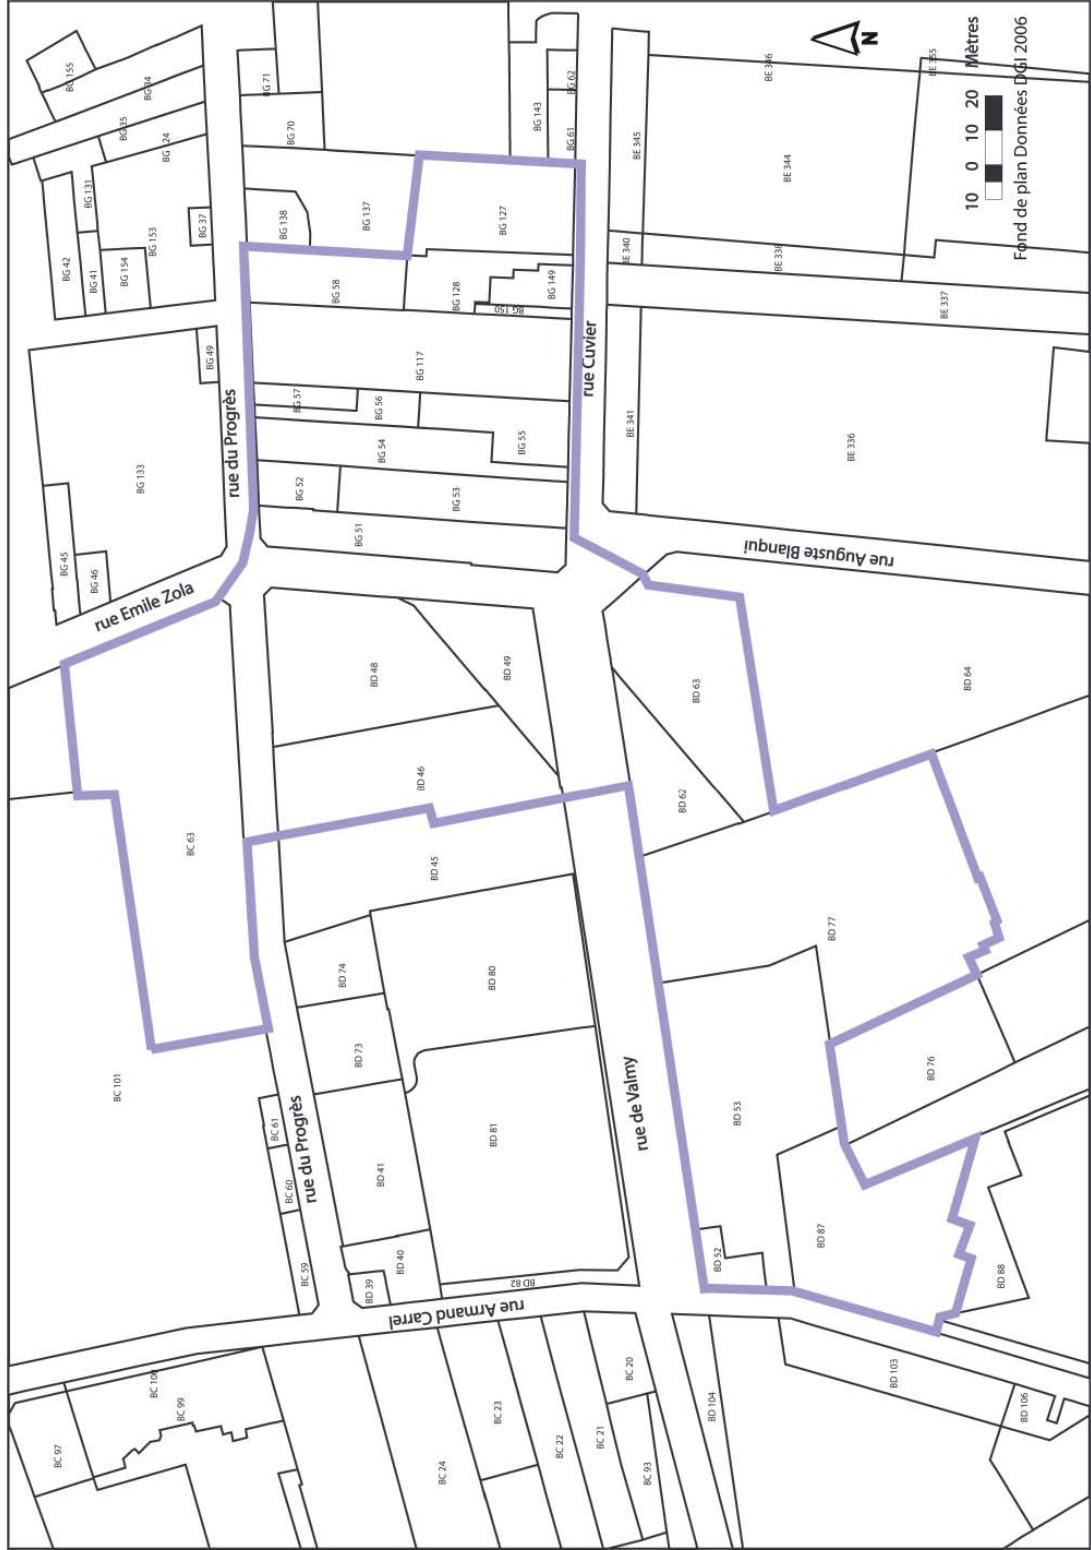 BG 155
BG 34
BG 35
BG 124
BG 131
BG 42
BG 41
BG 154
BG 153
BG 37
BG 49
BG 133
BG 45
BG 46
rue Emile Zola
rue du Progrès
BG 71
BG 70
BG 138
BG 137
BG 143
BG 62
BG 61
BG 127
BG 58
BG 128
BG 149
BG 150
BG 117
BG 57
BG 56
BG 54
BG 55
BG 52
BG 53
BG 51
rue Cuvier
BE 345
BE 346
BE 355
BE 344
BE 340
BE 338
BE 337
BE 341
BE 336
rue Auguste Blanqui
N
10 0 10 20 Mètres
Fond de plan Données DGI 2006
BD 48
BD 49
BD 46
BD 45
BD 63
BD 62
BD 64
BC 63
BC 101
BD 74
BD 80
BD 73
BD 81
BD 41
BD 40
BD 39
BD 82
BC 61
BC 60
BC 59
rue du Progrès
rue de Valmy
BD 77
BD 76
BD 53
BD 52
BD 87
BD 88
rue Armand Carrel
BC 100
BC 99
BC 97
BC 24
BC 23
BC 22
BC 21
BC 20
BC 93
BD 104
BD 103
BD 106